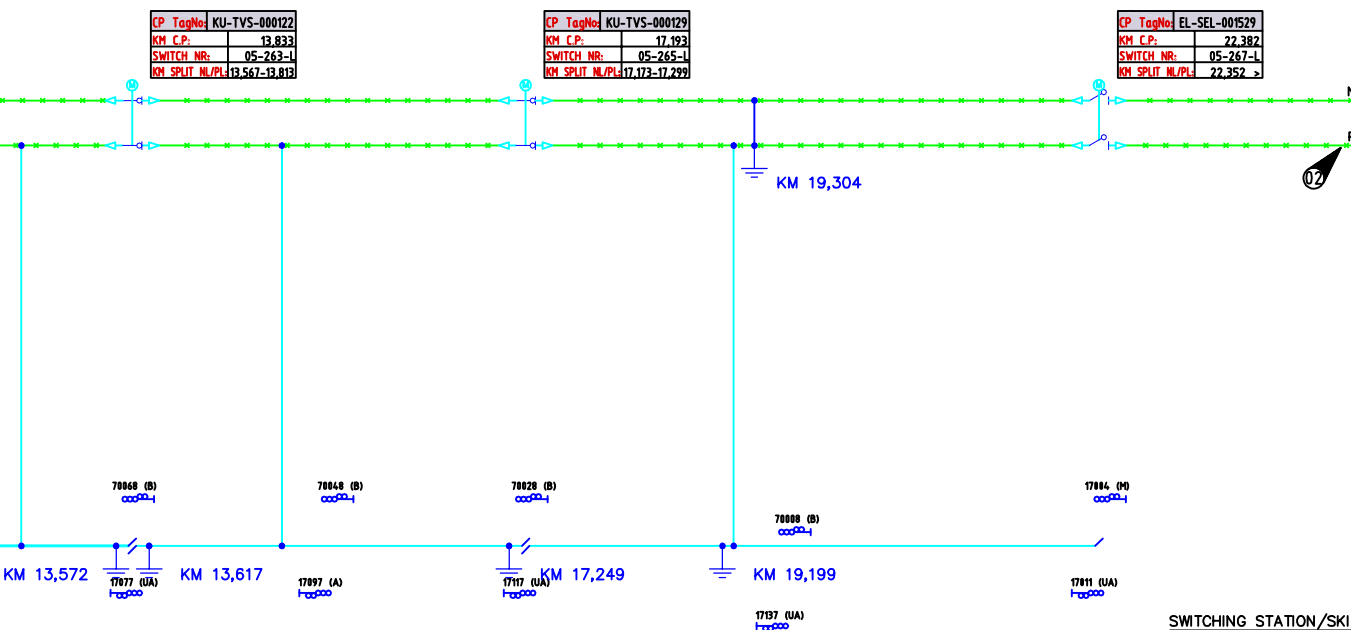 CP TagNo: KU-TVS-000122
KM C.P: 13,833
SWITCH NR: 05-263-L
KM SPLIT NL/PL: 13,567-13,813
CP TagNo: KU-TVS-000129
KM C.P: 17,193
SWITCH NR: 05-265-L
KM SPLIT NL/PL: 17,173-17,299
CP TagNo: EL-SEL-001529
KM C.P: 22,382
SWITCH NR: 05-267-L
KM SPLIT NL/PL: 22,352 >
M
M
M
KM 19,304
02
70068 (B)
70048 (B)
70028 (B)
70008 (B)
17004 (M)
KM 13,572
KM 13,617
KM 17,249
KM 19,199
17077 (UA)
17097 (A)
17117 (UA)
17011 (UA)
17137 (UA)
SWITCHING STATION/SKI